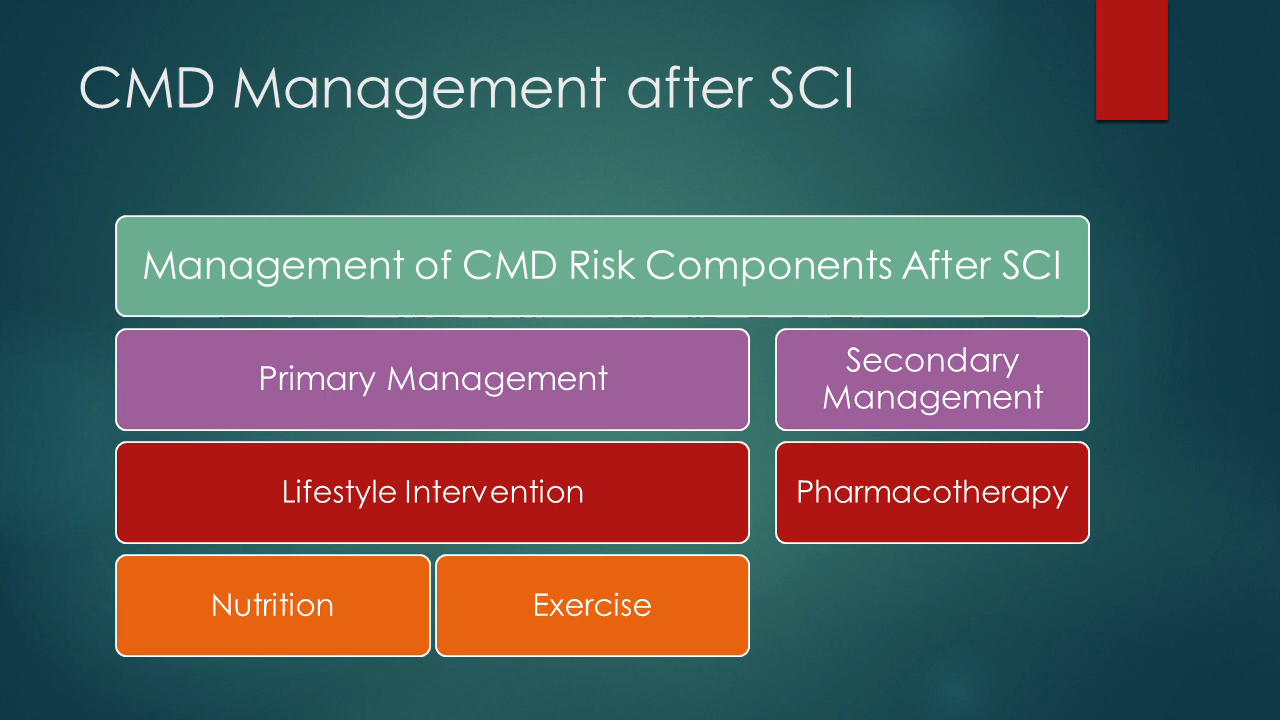 CMD Management after SCI
Management of CMD Risk Components After SCI
Primary Management
Secondary
Management
Lifestyle Intervention
Pharmacotherapy
Nutrition
Exercise